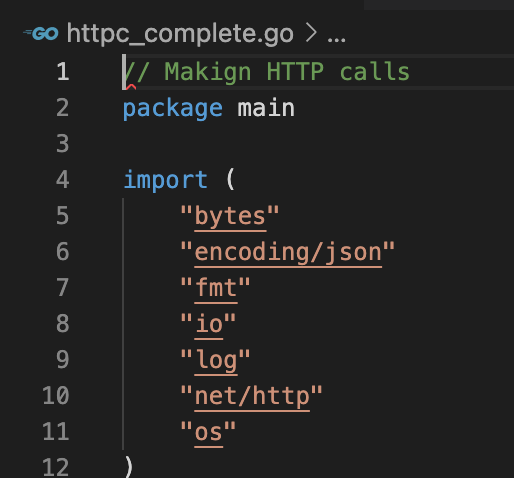 GO httpc_complete.go > ...
1 // Makign HTTP calls
2 package main
3
4 import (
5 "bytes"
6 "encoding/json"
7 "fmt"
8 "io"
9 "log"
10 "net/http"
11 "os"
12 )